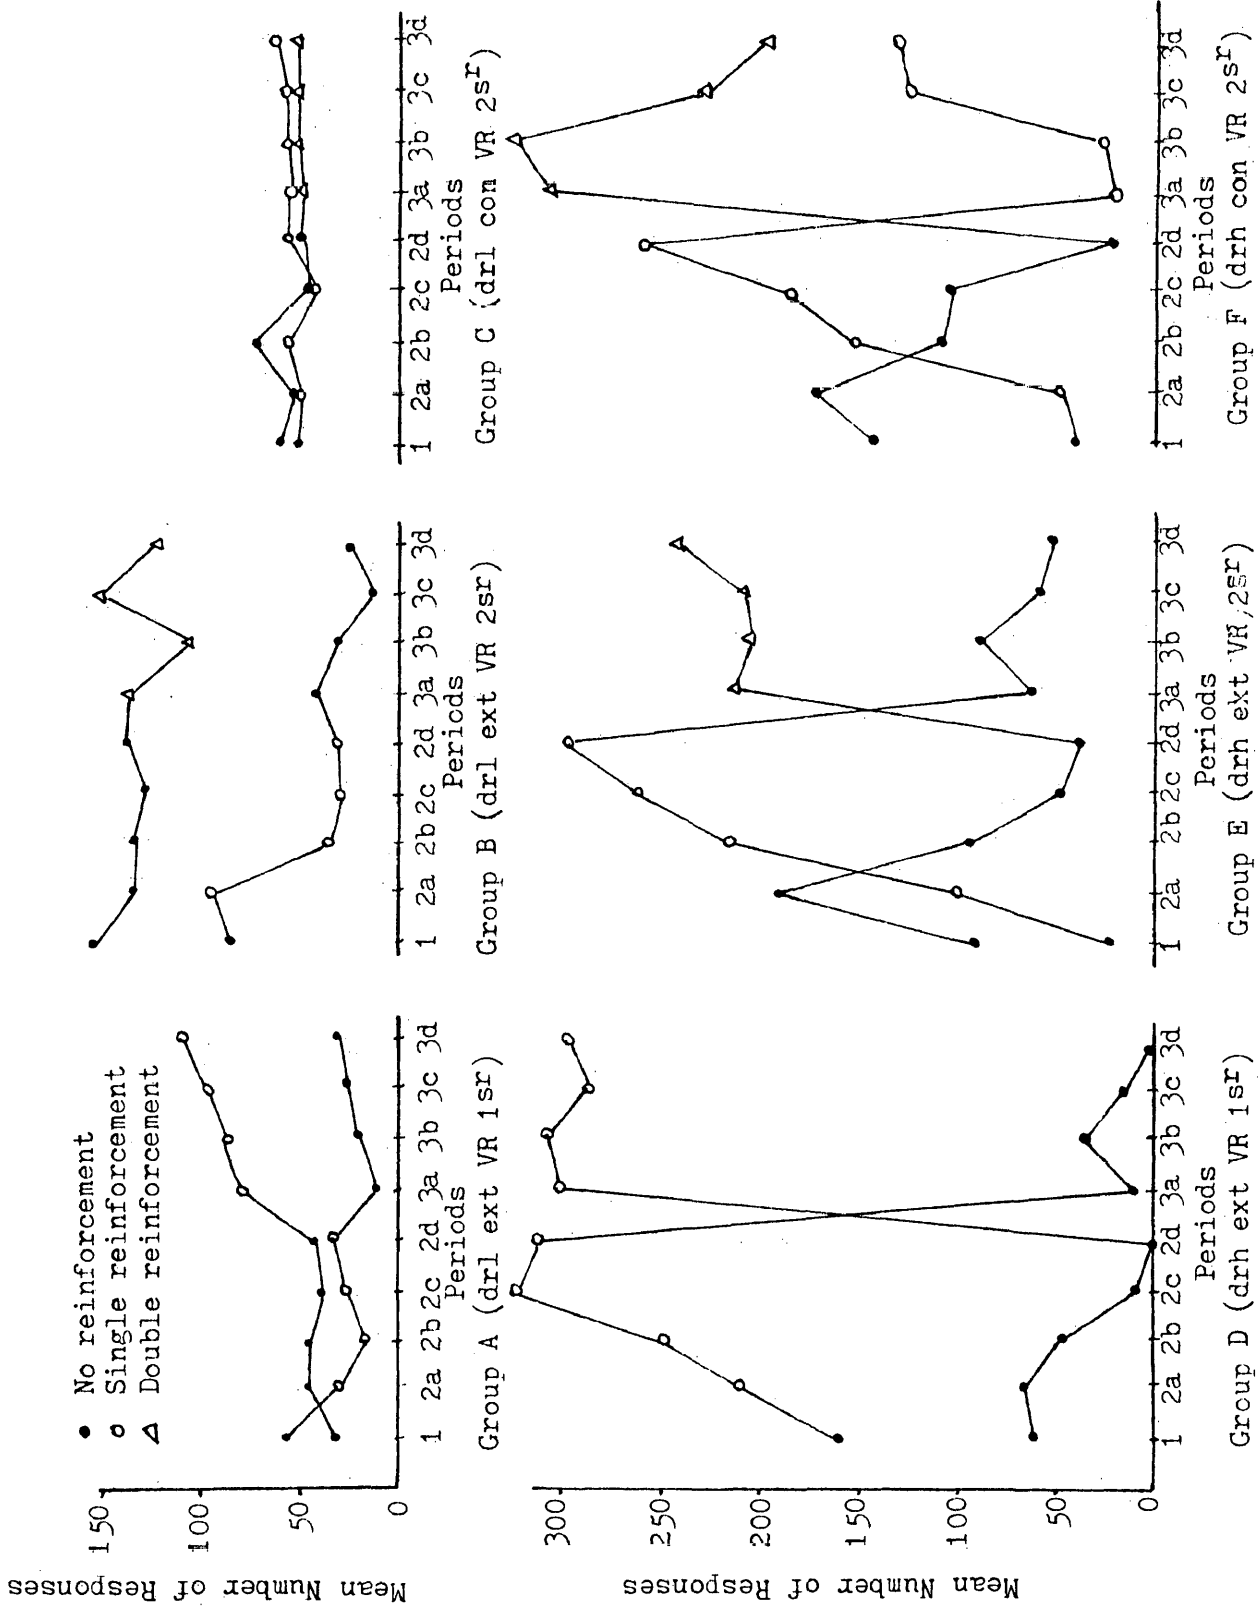 ● No reinforcement
○ Single reinforcement
△ Double reinforcement
Mean Number of Responses
150
100
50
0
1 2a 2b 2c 2d 3a 3b 3c 3d
Periods
Group A (drl ext VR 1sr)
1 2a 2b 2c 2d 3a 3b 3c 3d
Periods
Group B (drl ext VR 2sr)
1 2a 2b 2c 2d 3a 3b 3c 3d
Periods
Group C (drl con VR 2sr)
Mean Number of Responses
300
250
200
150
100
50
0
1 2a 2b 2c 2d 3a 3b 3c 3d
Periods
Group D (drh ext VR 1sr)
1 2a 2b 2c 2d 3a 3b 3c 3d
Periods
Group E (drh ext VR,2sr)
1 2a 2b 2c 2d 3a 3b 3c 3d
Periods
Group F (drh con VR 2sr)